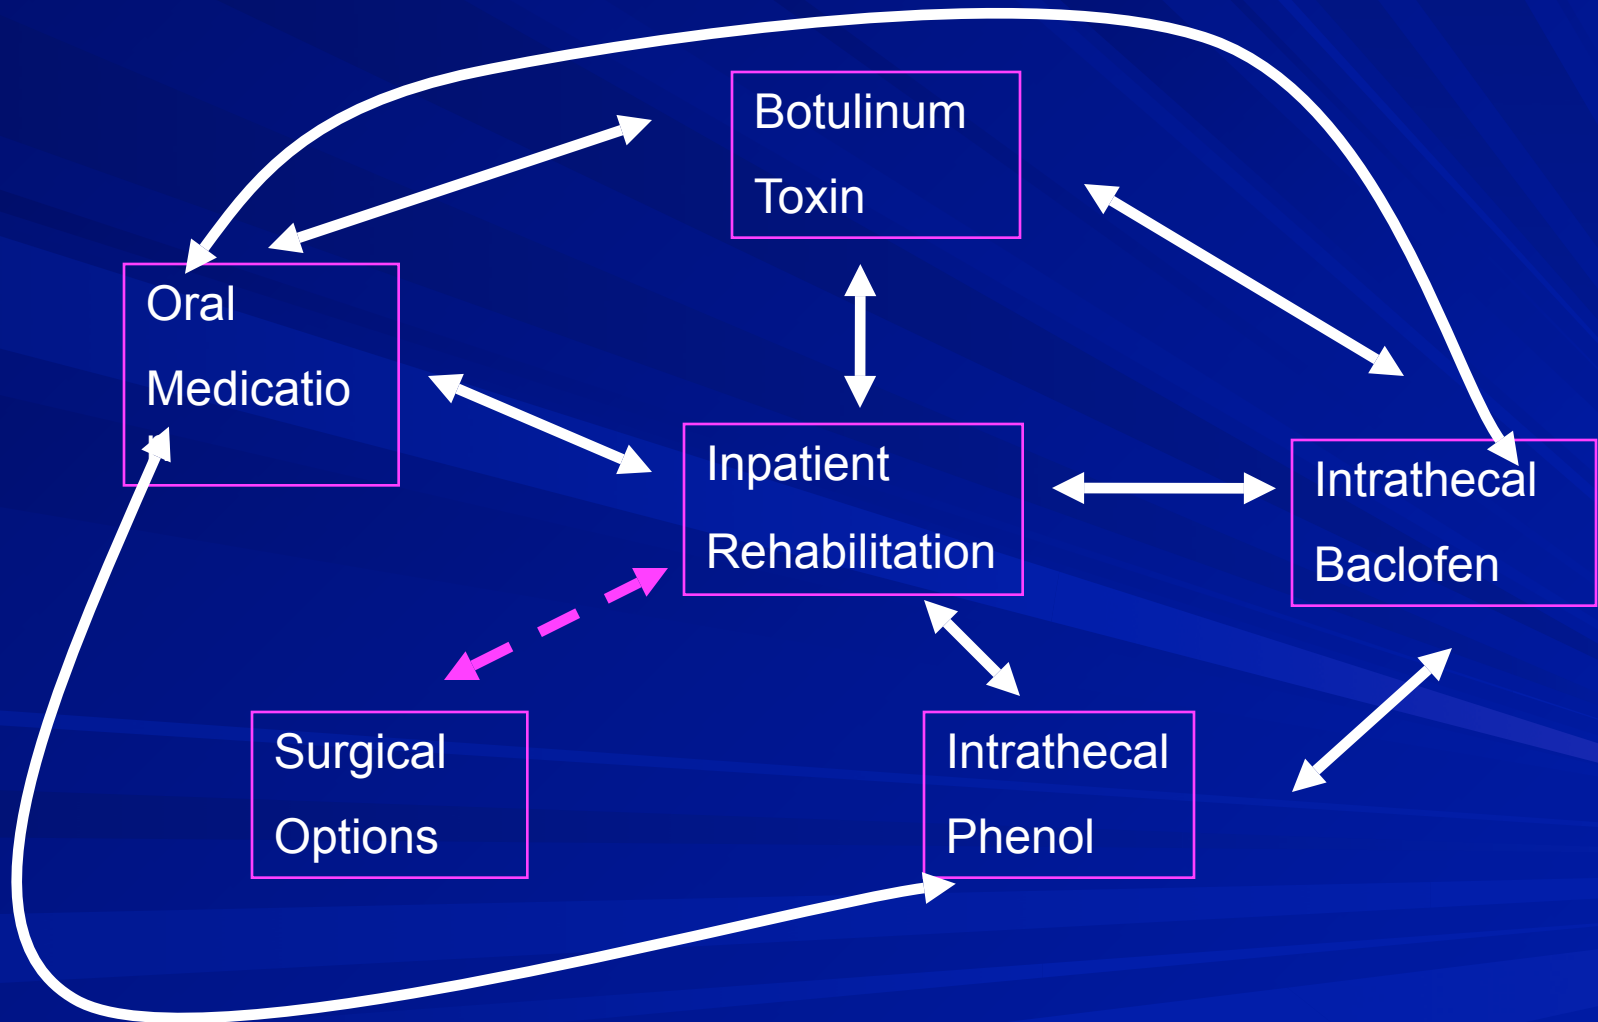 Botulinum
Toxin
Oral
Medicatio
n
Inpatient
Rehabilitation
Intrathecal
Baclofen
Surgical
Options
Intrathecal
Phenol